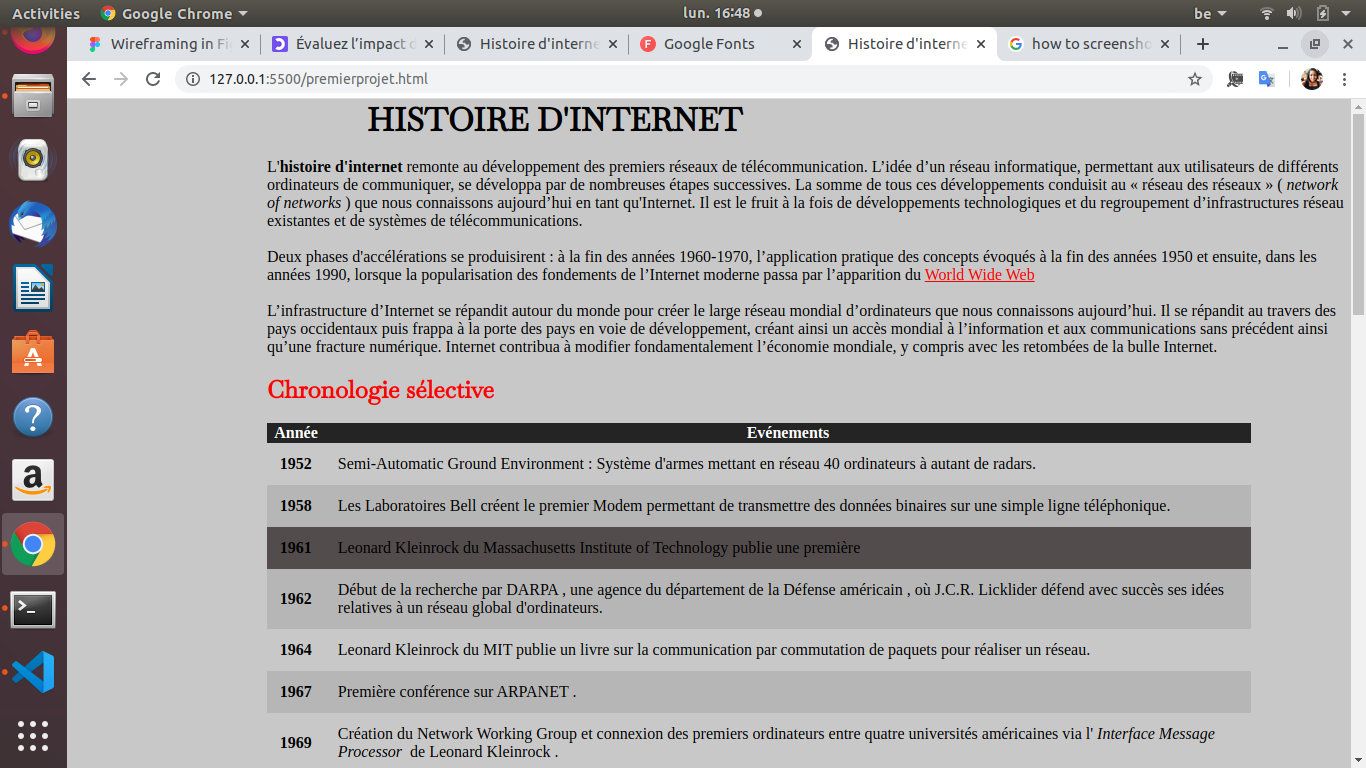 Activities Google Chrome lun. 16:48 be
Wireframing in Fi Évaluez l’impact d Histoire d'interne Google Fonts Histoire d'interne how to screensho
127.0.0.1:5500/premierprojet.html
HISTOIRE D'INTERNET
L'histoire d'internet remonte au développement des premiers réseaux de télécommunication. L’idée d’un réseau informatique, permettant aux utilisateurs de différents
ordinateurs de communiquer, se développa par de nombreuses étapes successives. La somme de tous ces développements conduisit au « réseau des réseaux » ( network
of networks ) que nous connaissons aujourd’hui en tant qu'Internet. Il est le fruit à la fois de développements technologiques et du regroupement d’infrastructures réseau
existantes et de systèmes de télécommunications.
Deux phases d'accélérations se produisirent : à la fin des années 1960-1970, l’application pratique des concepts évoqués à la fin des années 1950 et ensuite, dans les
années 1990, lorsque la popularisation des fondements de l’Internet moderne passa par l’apparition du World Wide Web
L’infrastructure d’Internet se répandit autour du monde pour créer le large réseau mondial d’ordinateurs que nous connaissons aujourd’hui. Il se répandit au travers des
pays occidentaux puis frappa à la porte des pays en voie de développement, créant ainsi un accès mondial à l’information et aux communications sans précédent ainsi
qu’une fracture numérique. Internet contribua à modifier fondamentalement l’économie mondiale, y compris avec les retombées de la bulle Internet.
Chronologie sélective
Année Evénements
1952 Semi-Automatic Ground Environment : Système d'armes mettant en réseau 40 ordinateurs à autant de radars.
1958 Les Laboratoires Bell créent le premier Modem permettant de transmettre des données binaires sur une simple ligne téléphonique.
1961 Leonard Kleinrock du Massachusetts Institute of Technology publie une première
1962 Début de la recherche par DARPA , une agence du département de la Défense américain , où J.C.R. Licklider défend avec succès ses idées
relatives à un réseau global d'ordinateurs.
1964 Leonard Kleinrock du MIT publie un livre sur la communication par commutation de paquets pour réaliser un réseau.
1967 Première conférence sur ARPANET .
1969 Création du Network Working Group et connexion des premiers ordinateurs entre quatre universités américaines via l' Interface Message
Processor de Leonard Kleinrock .